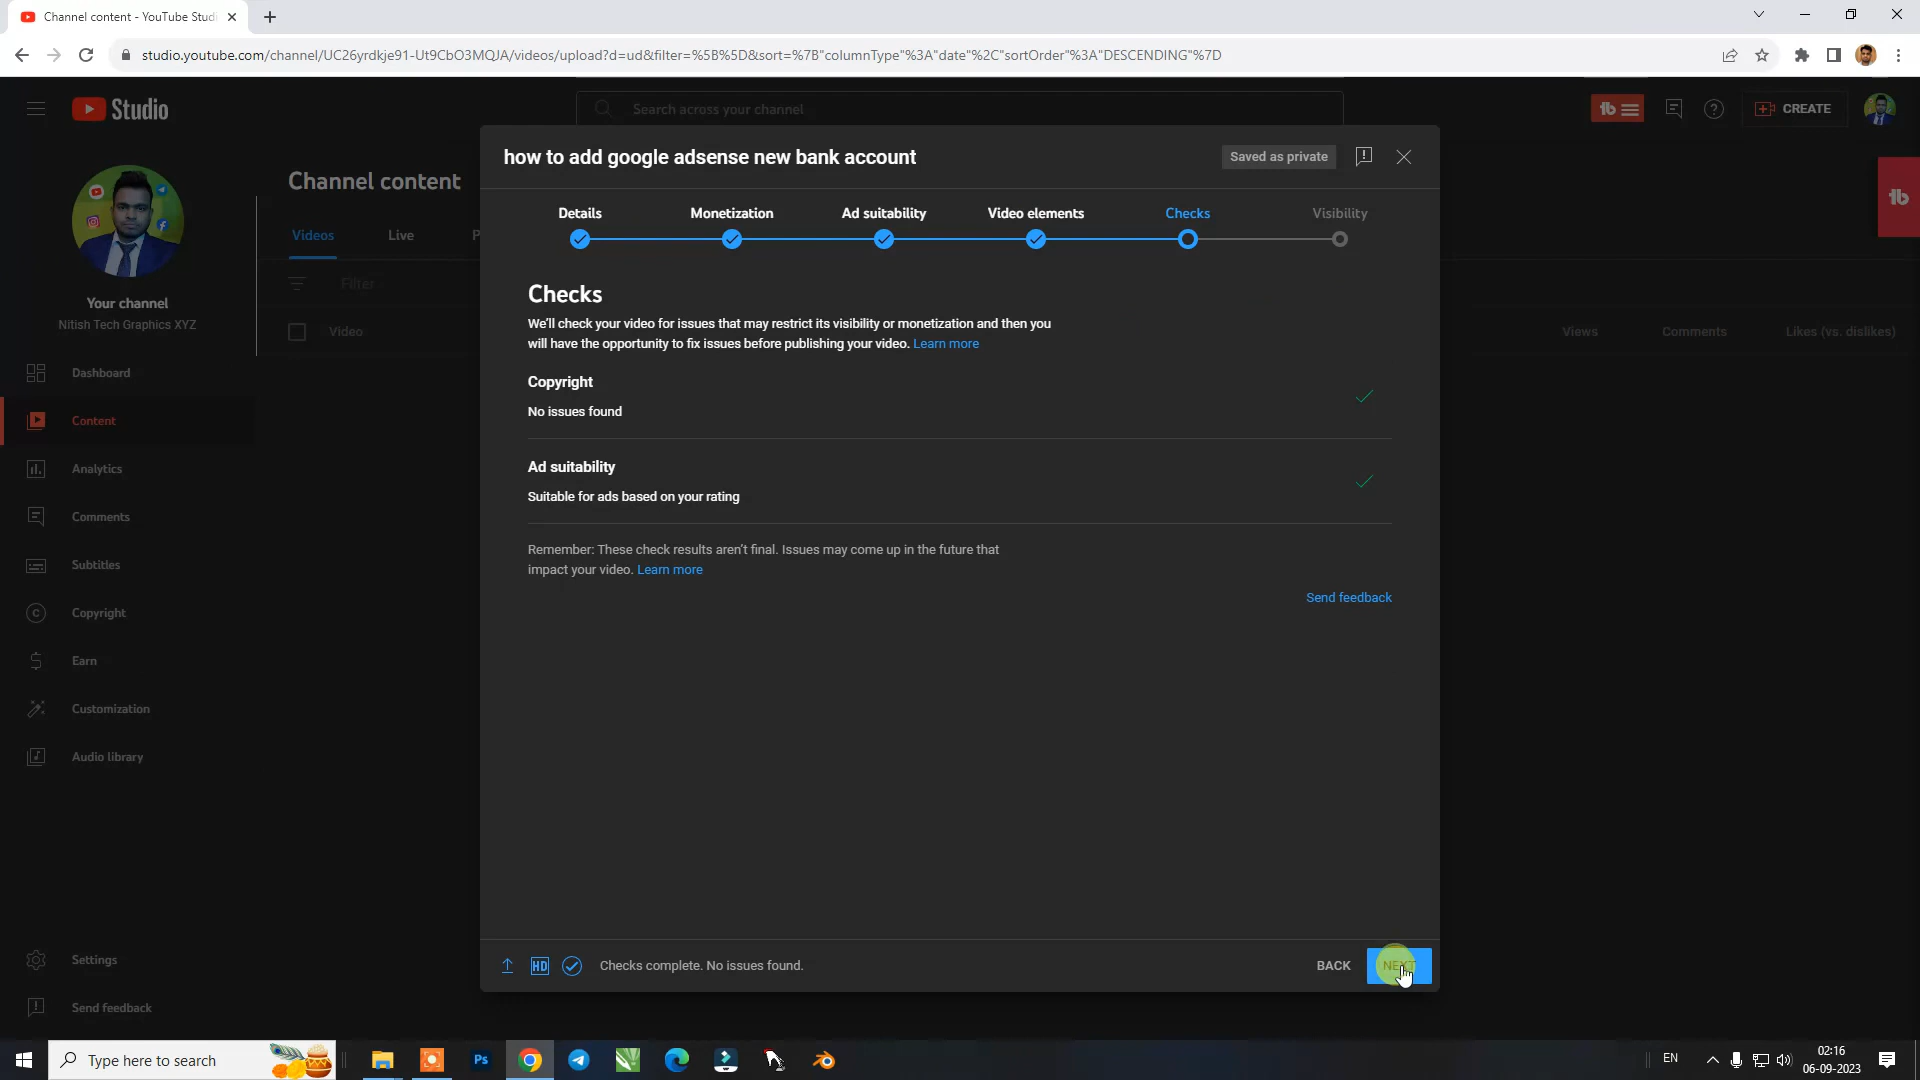 Channel content - YouTube Studi
studio.youtube.com/channel/UC26yrdkje91-Ut9CbO3MQJA/videos/upload?d=ud&filter=%5B%5D&sort=%7B"columnType"%3A"date"%2C"sortOrder"%3A"DESCENDING"%7D
Studio
Search across your channel
CREATE
how to add google adsense new bank account
Saved as private
Channel content
Details
Monetization
Ad suitability
Video elements
Checks
Visibility
Videos
Live
P
Filter
Video
Views
Comments
Likes (vs. dislikes)
Your channel
Nitish Tech Graphics XYZ
Dashboard
Content
Analytics
Comments
Subtitles
Copyright
Earn
Customization
Audio library
Settings
Send feedback
Checks
We'll check your video for issues that may restrict its visibility or monetization and then you
will have the opportunity to fix issues before publishing your video. Learn more
Copyright
No issues found
Ad suitability
Suitable for ads based on your rating
Remember: These check results aren't final. Issues may come up in the future that
impact your video. Learn more
Send feedback
HD
Checks complete. No issues found.
BACK
NEXT
Type here to search
Ps
EN
02:16
06-09-2023